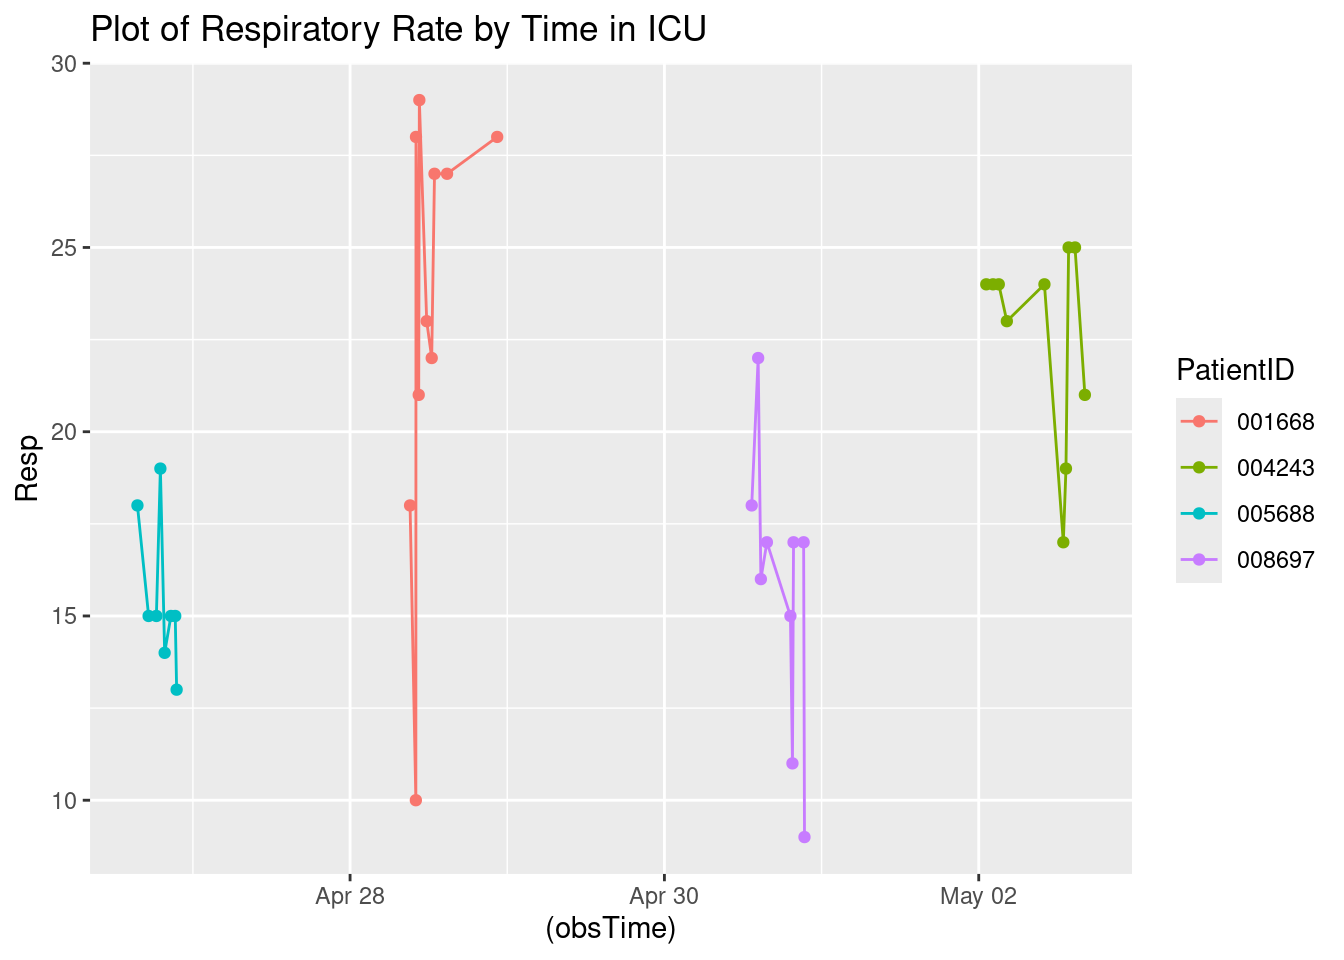 Plot of Respiratory Rate by Time in ICU
30
25
20
15
10
Resp
Apr 28
Apr 30
May 02
(obsTime)
PatientID
001668
004243
005688
008697